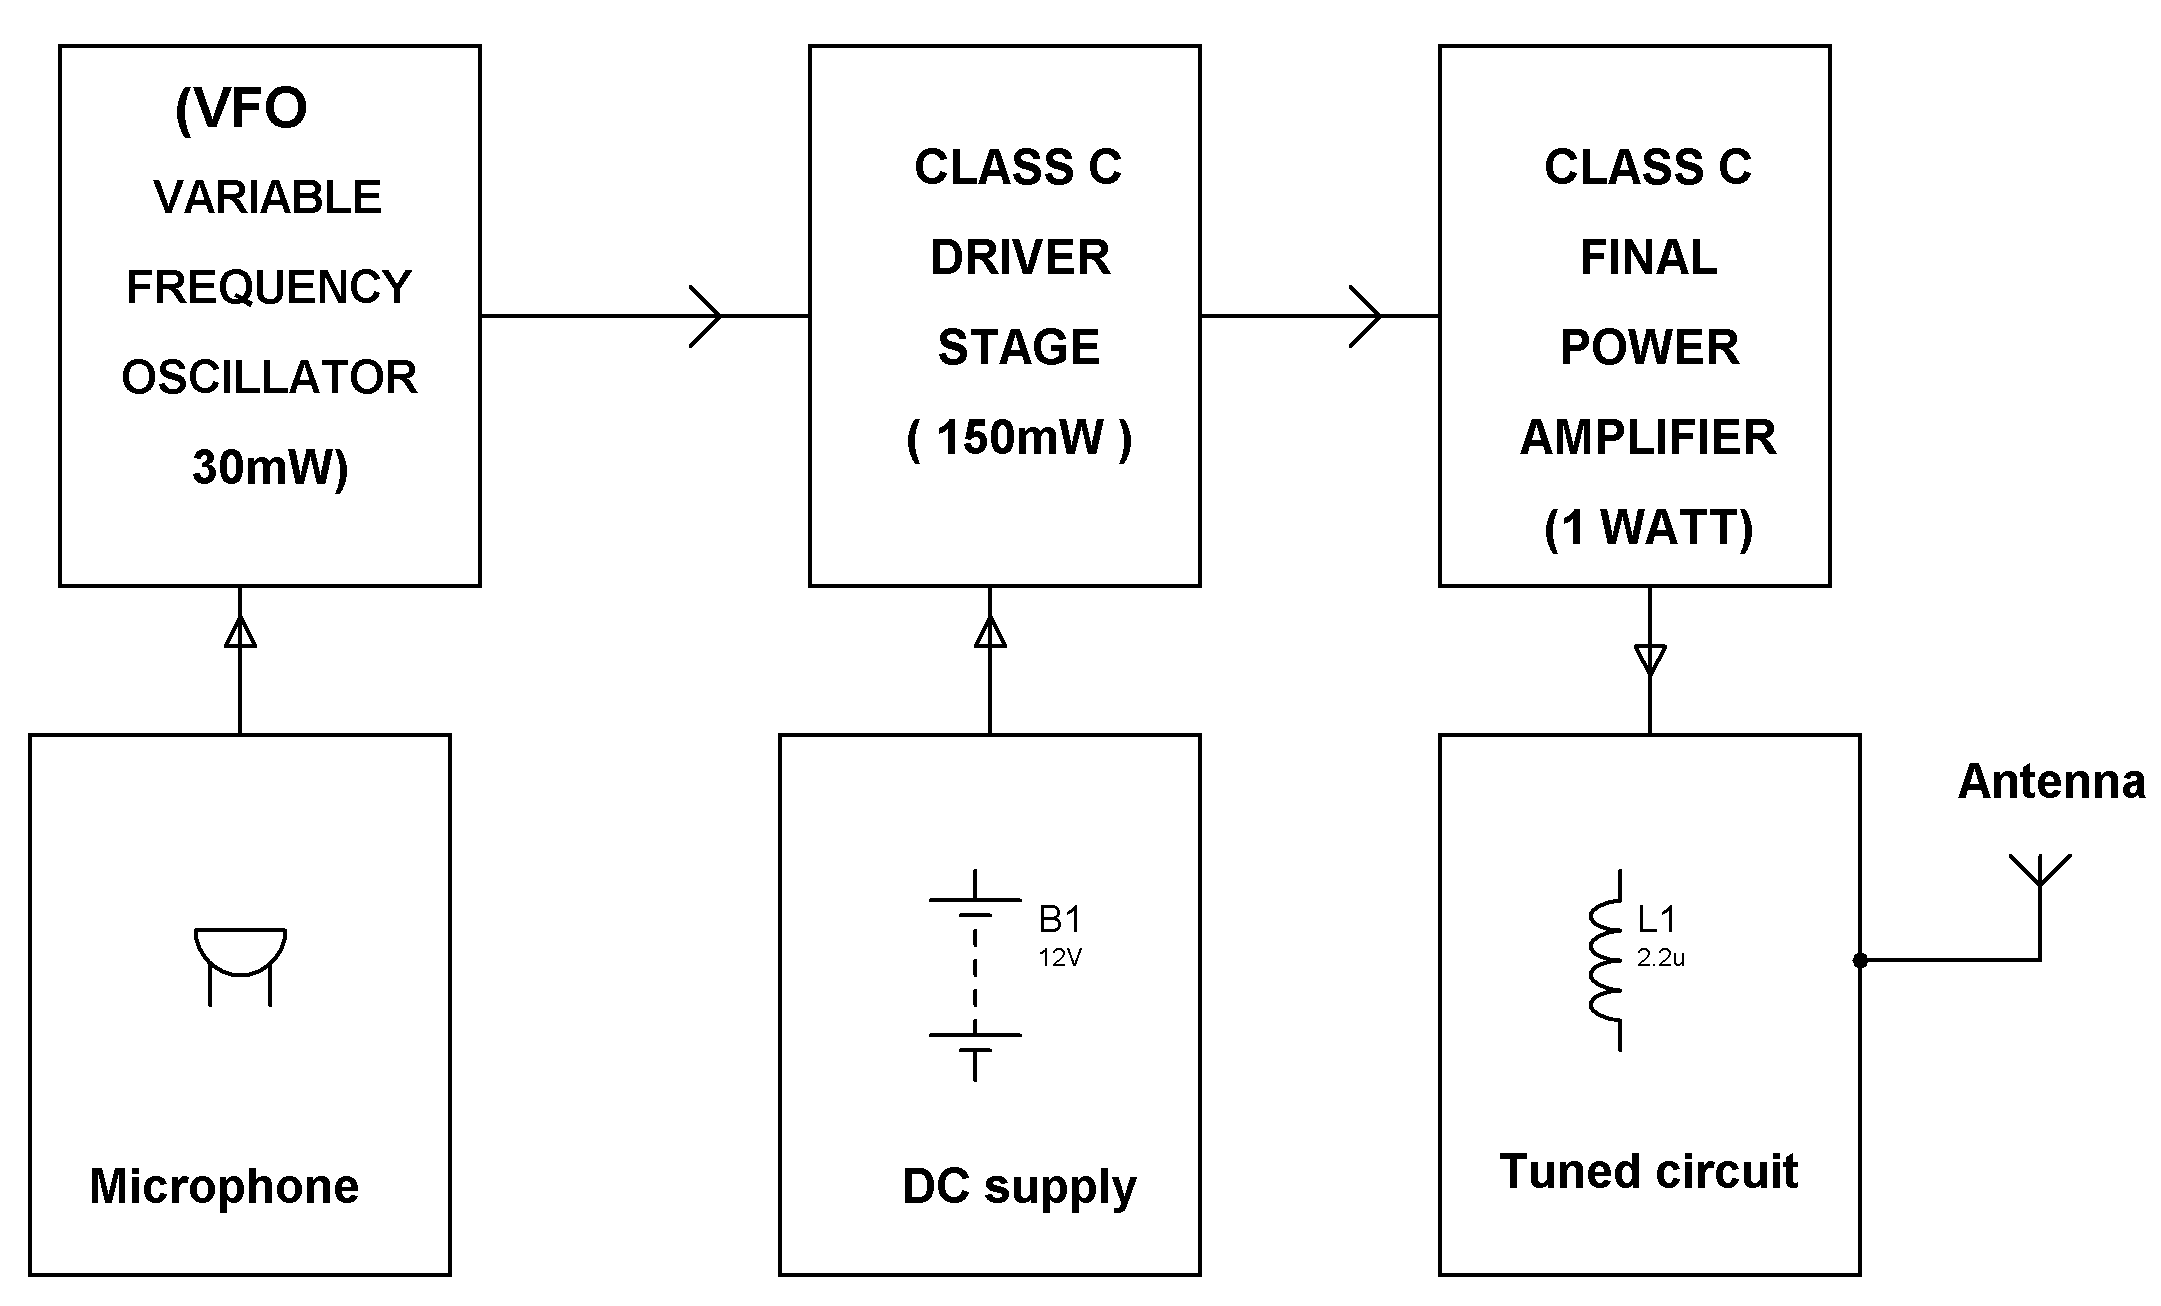 (VFO
VARIABLE
FREQUENCY
OSCILLATOR
30mW)
CLASS C
DRIVER
STAGE
( 150mW )
CLASS C
FINAL
POWER
AMPLIFIER
(1 WATT)
Microphone
B1
12V
DC supply
L1
2.2u
Tuned circuit
Antenna